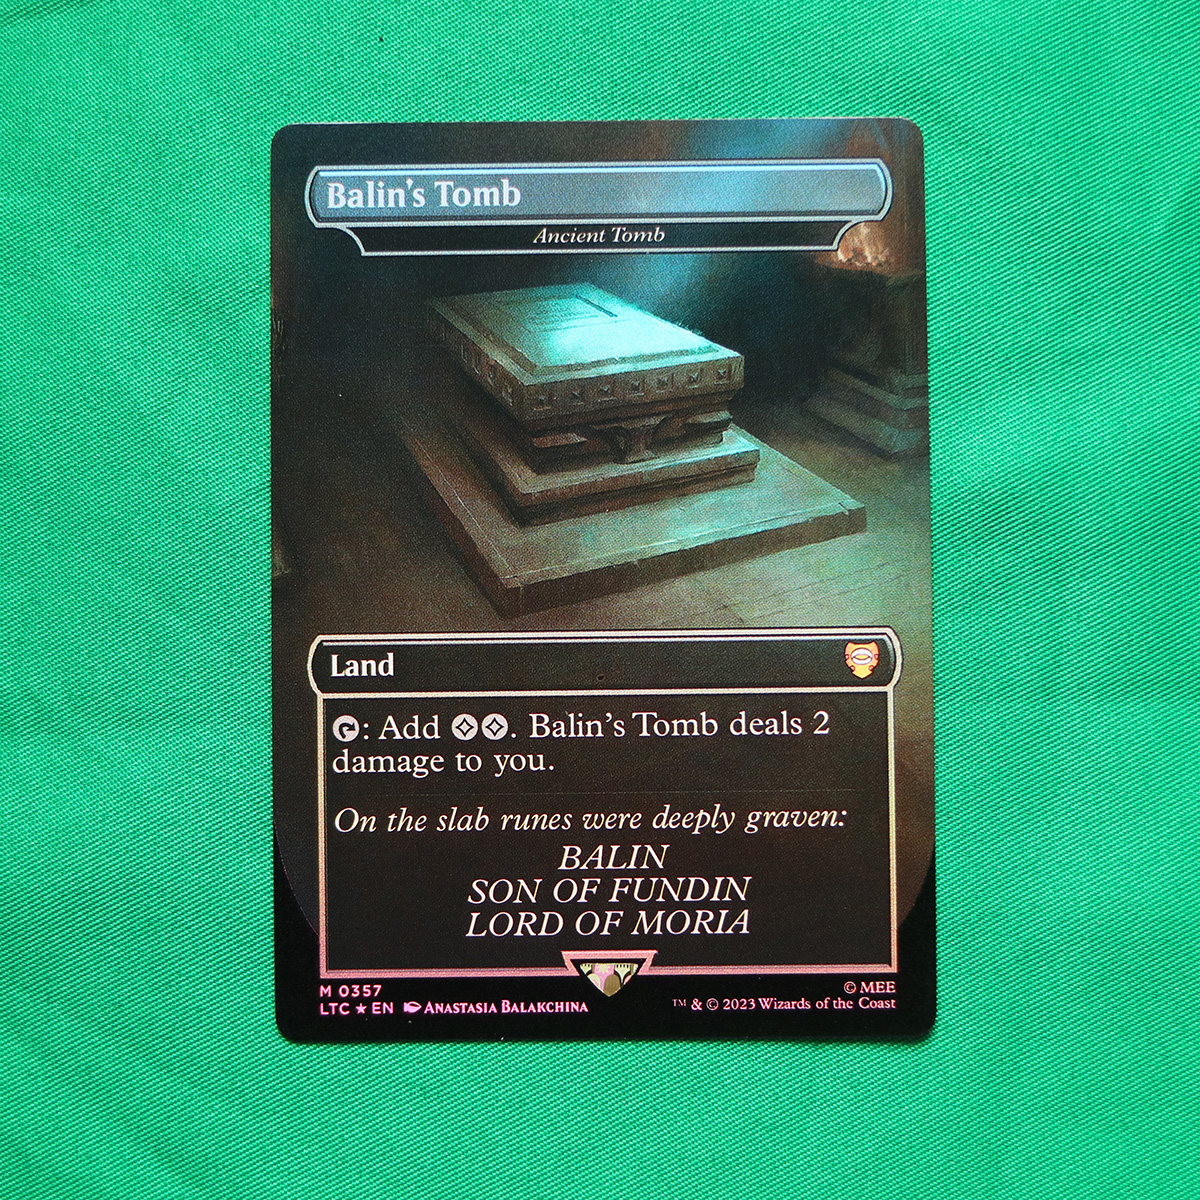 Balin's Tomb
Ancient Tomb
Land
: Add . Balin's Tomb deals 2
damage to you.
On the slab runes were deeply graven:
BALIN
SON OF FUNDIN
LORD OF MORIA
M 0357
LTC ★ EN ANASTASIA BALAKCHINA
© MEE
™ & © 2023 Wizards of the Coast